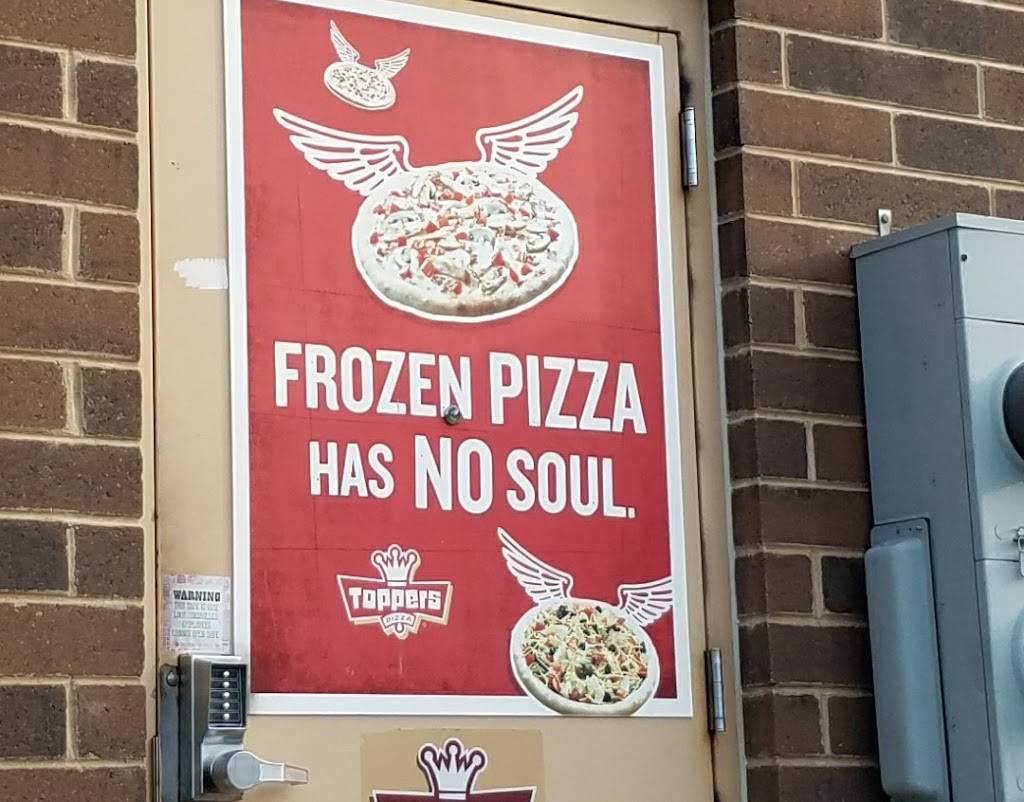 FROZEN PIZZA
HAS NO SOUL.
TOPPERS
PIZZA
WARNING